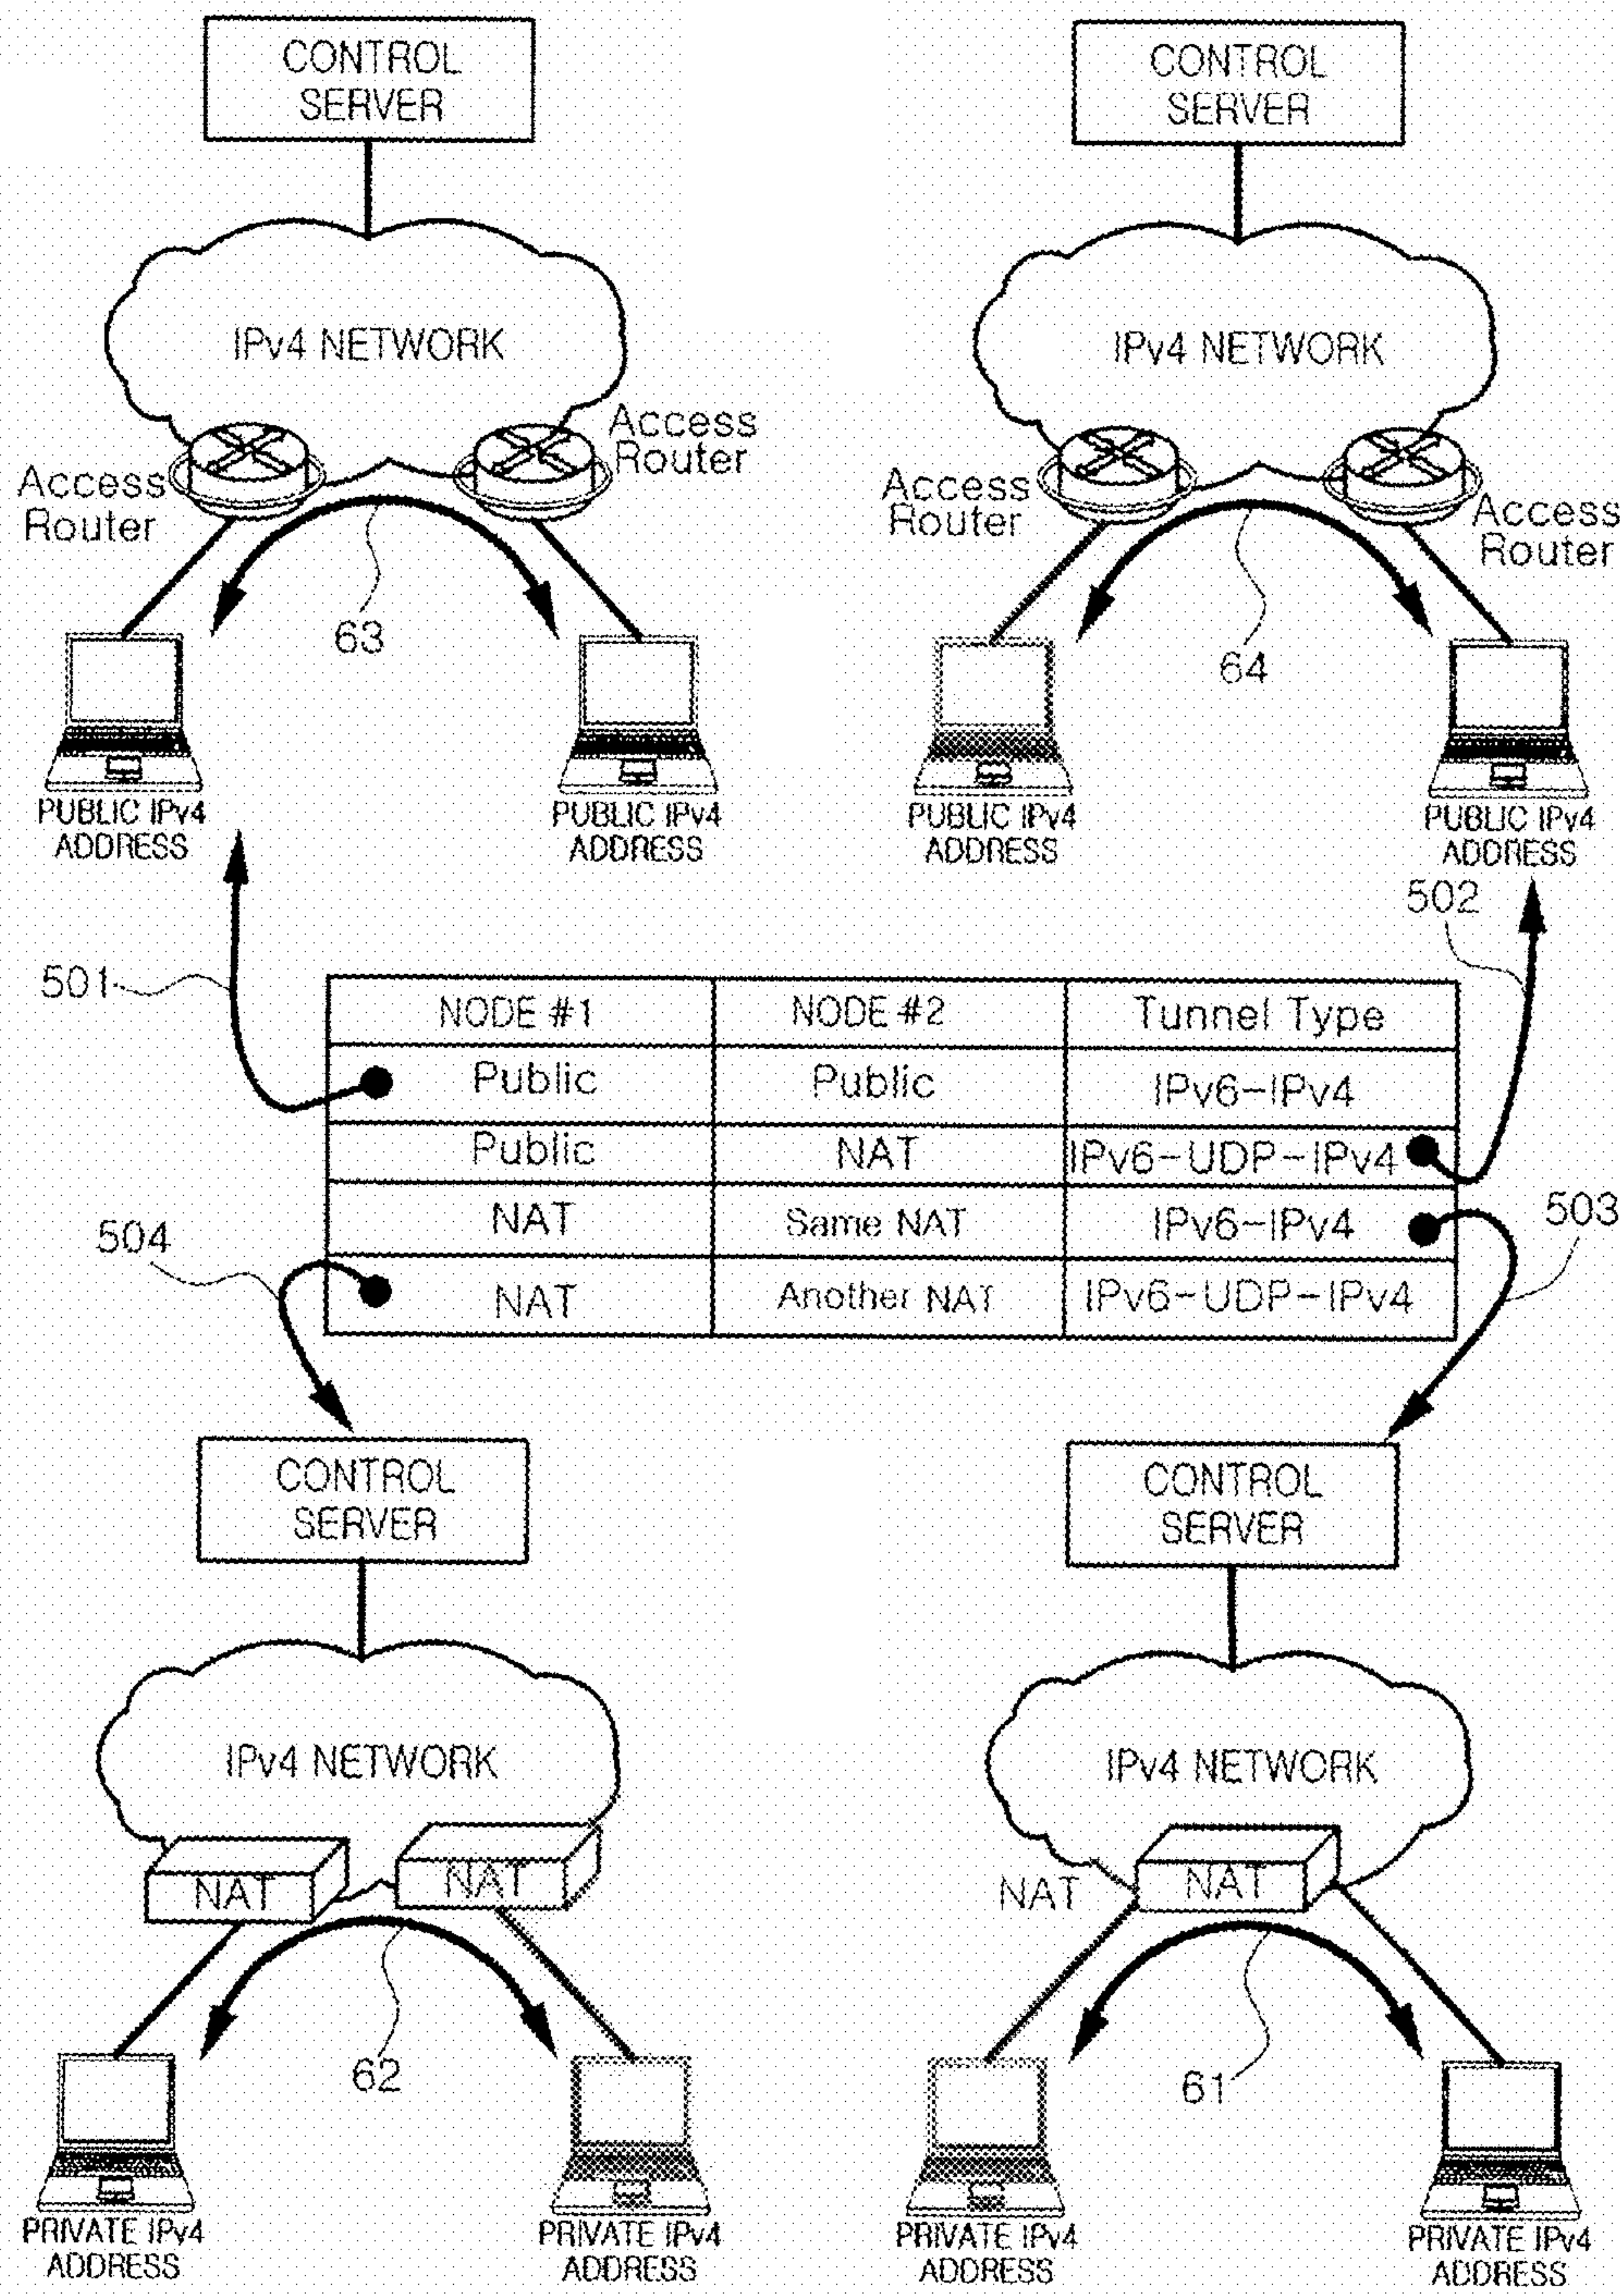 CONTROL
SERVER
CONTROL
SERVER
IPv4 NETWORK
IPv4 NETWORK
Access
Router
Access
Router
Access
Router
Access
Router
63
64
PUBLIC IPv4
ADDRESS
PUBLIC IPv4
ADDRESS
PUBLIC IPv4
ADDRESS
PUBLIC IPv4
ADDRESS
501
502
NODE #1 NODE #2 Tunnel Type
Public Public IPv6-IPv4
Public NAT IPv6-UDP-IPv4
NAT Same NAT IPv6-IPv4
NAT Another NAT IPv6-UDP-IPv4
504
503
CONTROL
SERVER
CONTROL
SERVER
IPv4 NETWORK
IPv4 NETWORK
NAT
NAT
NAT
NAT
62
61
PRIVATE IPv4
ADDRESS
PRIVATE IPv4
ADDRESS
PRIVATE IPv4
ADDRESS
PRIVATE IPv4
ADDRESS